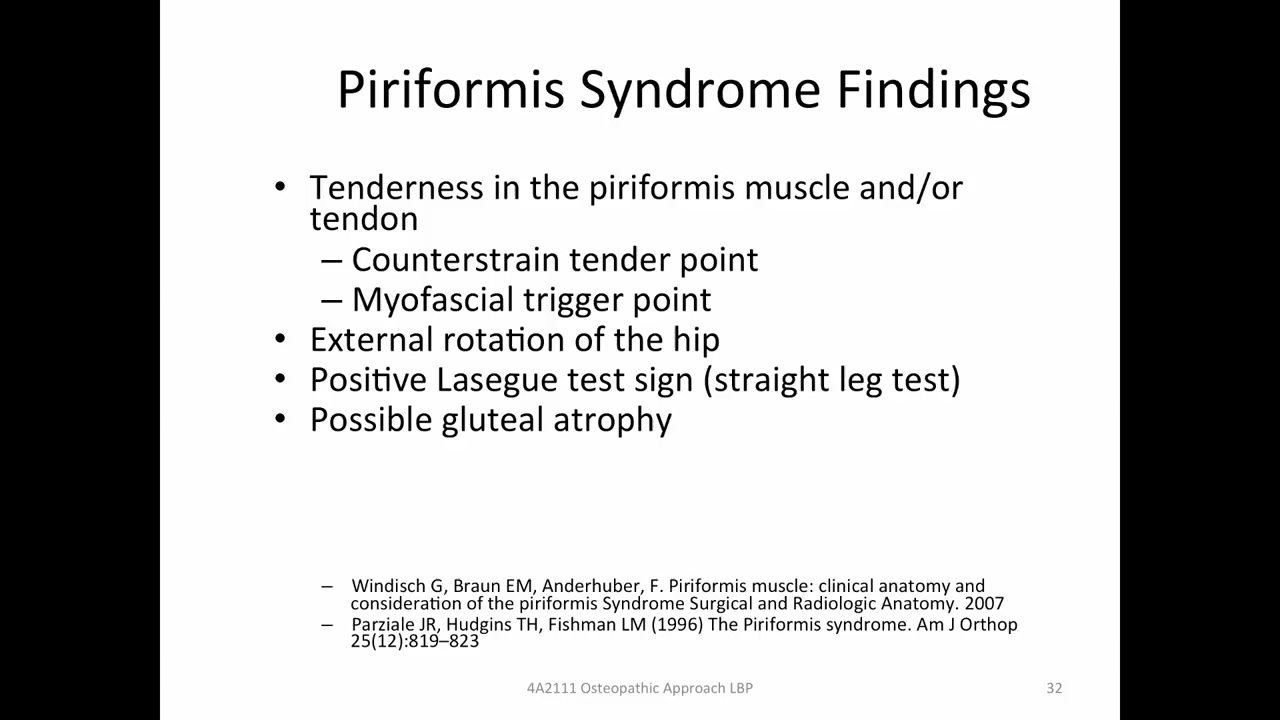 Piriformis Syndrome Findings
• Tenderness in the piriformis muscle and/or
tendon
– Counterstrain tender point
– Myofascial trigger point
• External rotation of the hip
• Positive Lasegue test sign (straight leg test)
• Possible gluteal atrophy
– Windisch G, Braun EM, Anderhuber, F. Piriformis muscle: clinical anatomy and
consideration of the piriformis Syndrome Surgical and Radiologic Anatomy. 2007
– Parziale JR, Hudgins TH, Fishman LM (1996) The Piriformis syndrome. Am J Orthop
25(12):819–823
4A2111 Osteopathic Approach LBP
32